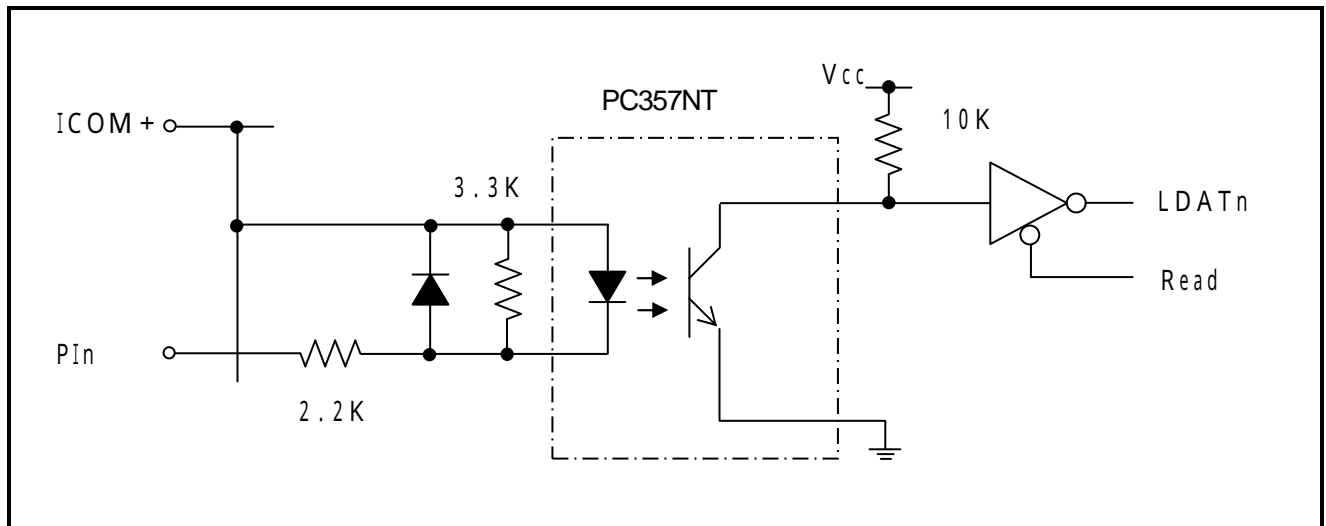 Vcc
PC357NT
10K
ICOM+
3.3K
LDATn
Read
PIn
2.2K